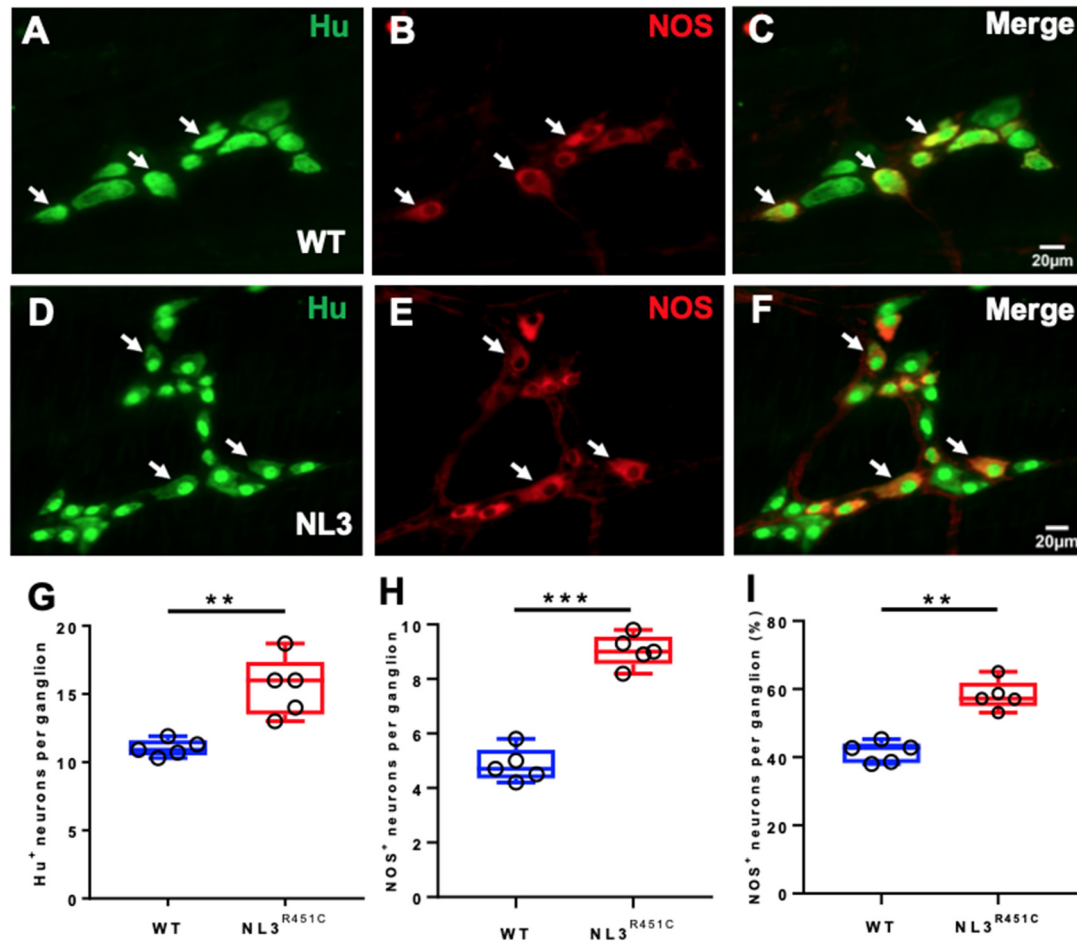 A Hu B NOS C Merge
WT 20µm
D Hu E NOS F Merge
NL3 20µm
G H I
** *** **
Hu+ neurons per ganglion
20
15
10
5
0
WT NL3R451C
NOS+ neurons per ganglion
10
8
6
4
2
0
WT NL3R451C
NOS+ neurons per ganglion (%)
80
60
40
20
0
WT NL3R451C